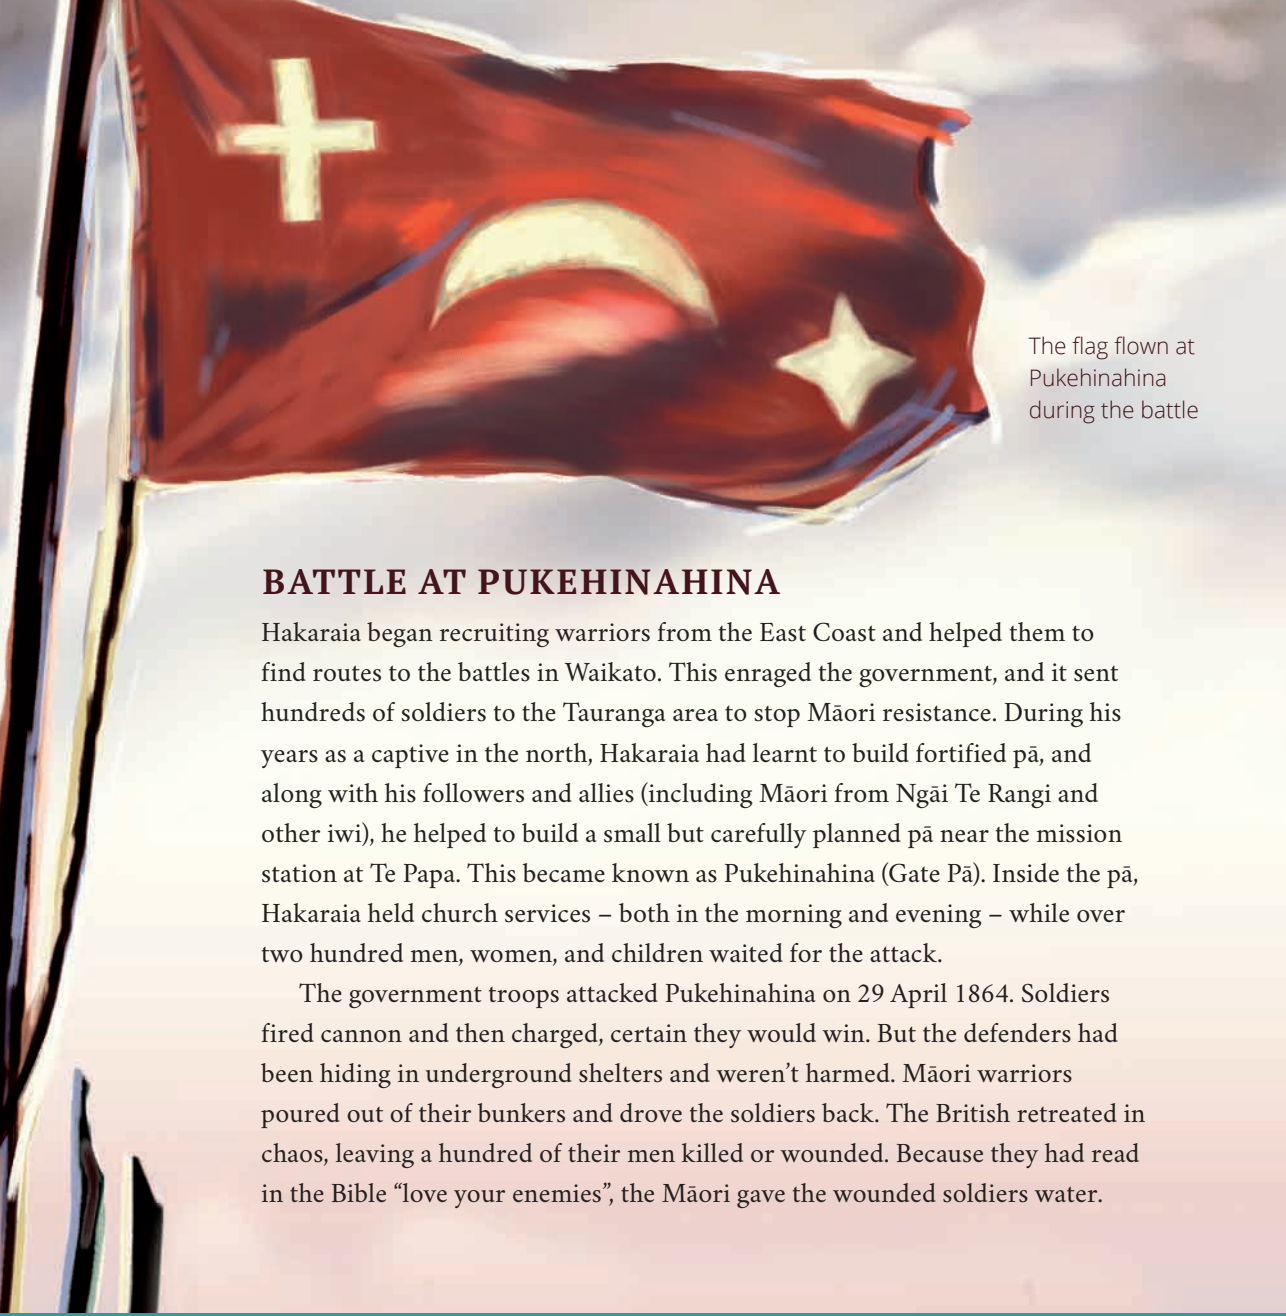 The flag flown at
Pukehinahina
during the battle
BATTLE AT PUKEHINAHINA
Hakaraia began recruiting warriors from the East Coast and helped them to
find routes to the battles in Waikato. This enraged the government, and it sent
hundreds of soldiers to the Tauranga area to stop Māori resistance. During his
years as a captive in the north, Hakaraia had learnt to build fortified pā, and
along with his followers and allies (including Māori from Ngāi Te Rangi and
other iwi), he helped to build a small but carefully planned pā near the mission
station at Te Papa. This became known as Pukehinahina (Gate Pā). Inside the pā,
Hakaraia held church services – both in the morning and evening – while over
two hundred men, women, and children waited for the attack.
The government troops attacked Pukehinahina on 29 April 1864. Soldiers
fired cannon and then charged, certain they would win. But the defenders had
been hiding in underground shelters and weren’t harmed. Māori warriors
poured out of their bunkers and drove the soldiers back. The British retreated in
chaos, leaving a hundred of their men killed or wounded. Because they had read
in the Bible “love your enemies”, the Māori gave the wounded soldiers water.